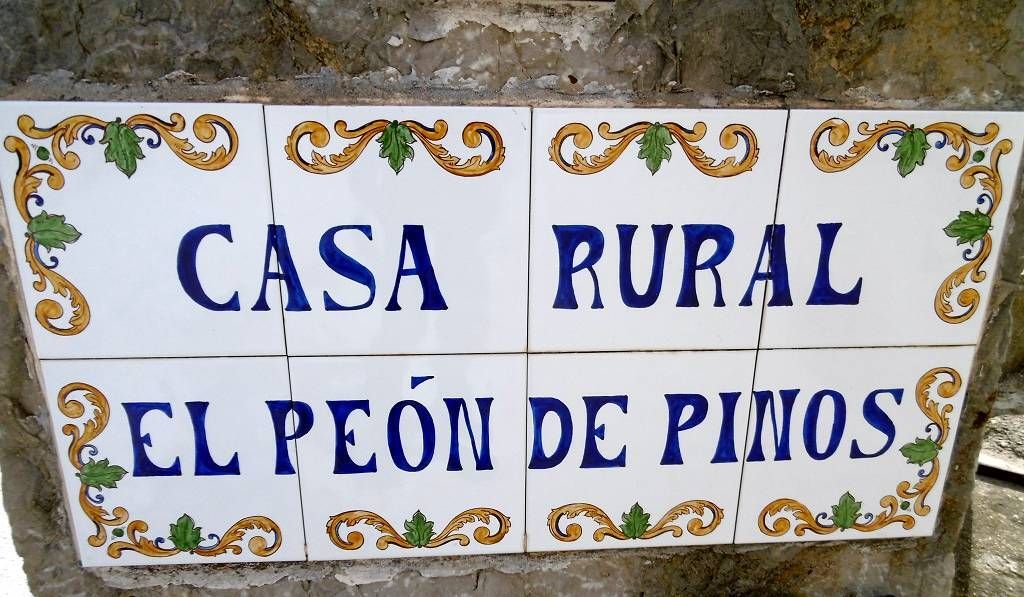 CASA RURAL
EL PEÓN DE PINOS